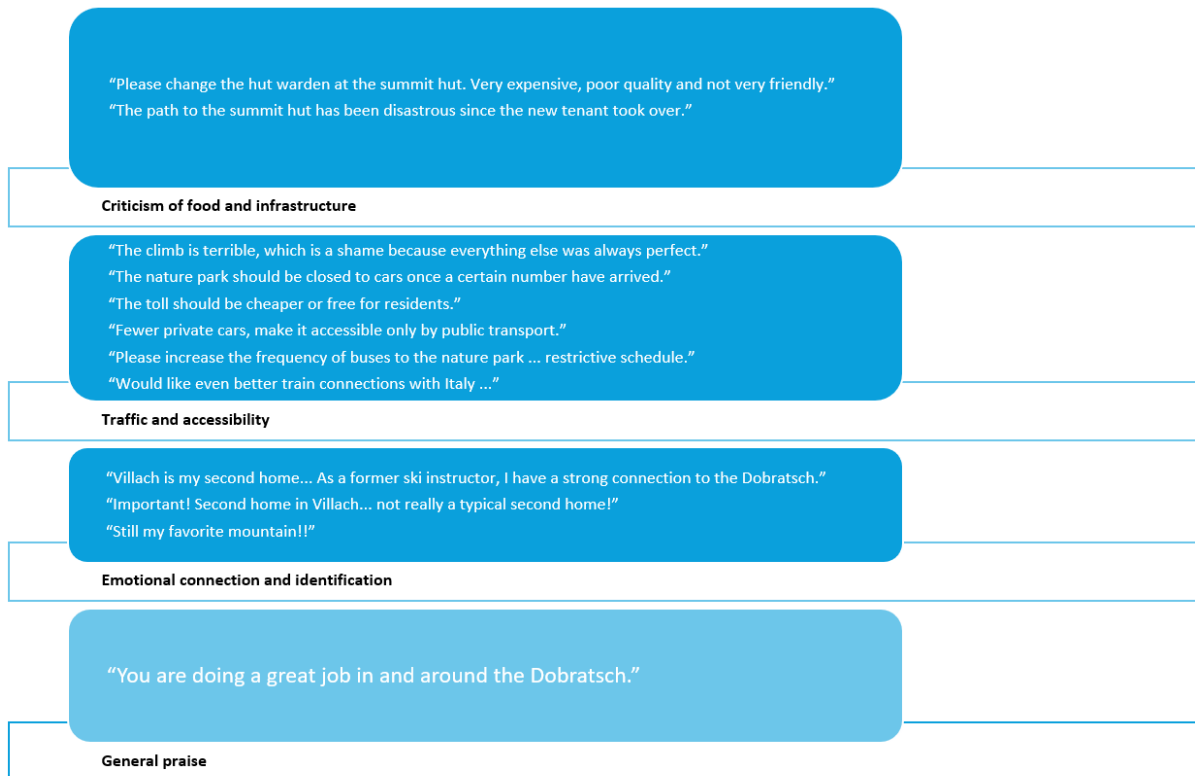 “Please change the hut warden at the summit hut. Very expensive, poor quality and not very friendly.”
“The path to the summit hut has been disastrous since the new tenant took over.”
Criticism of food and infrastructure
“The climb is terrible, which is a shame because everything else was always perfect.”
“The nature park should be closed to cars once a certain number have arrived.”
“The toll should be cheaper or free for residents.”
“Fewer private cars, make it accessible only by public transport.”
“Please increase the frequency of buses to the nature park ... restrictive schedule.”
“Would like even better train connections with Italy ...”
Traffic and accessibility
“Villach is my second home... As a former ski instructor, I have a strong connection to the Dobratsch.”
“Important! Second home in Villach... not really a typical second home!”
“Still my favorite mountain!!”
Emotional connection and identification
“You are doing a great job in and around the Dobratsch.”
General praise